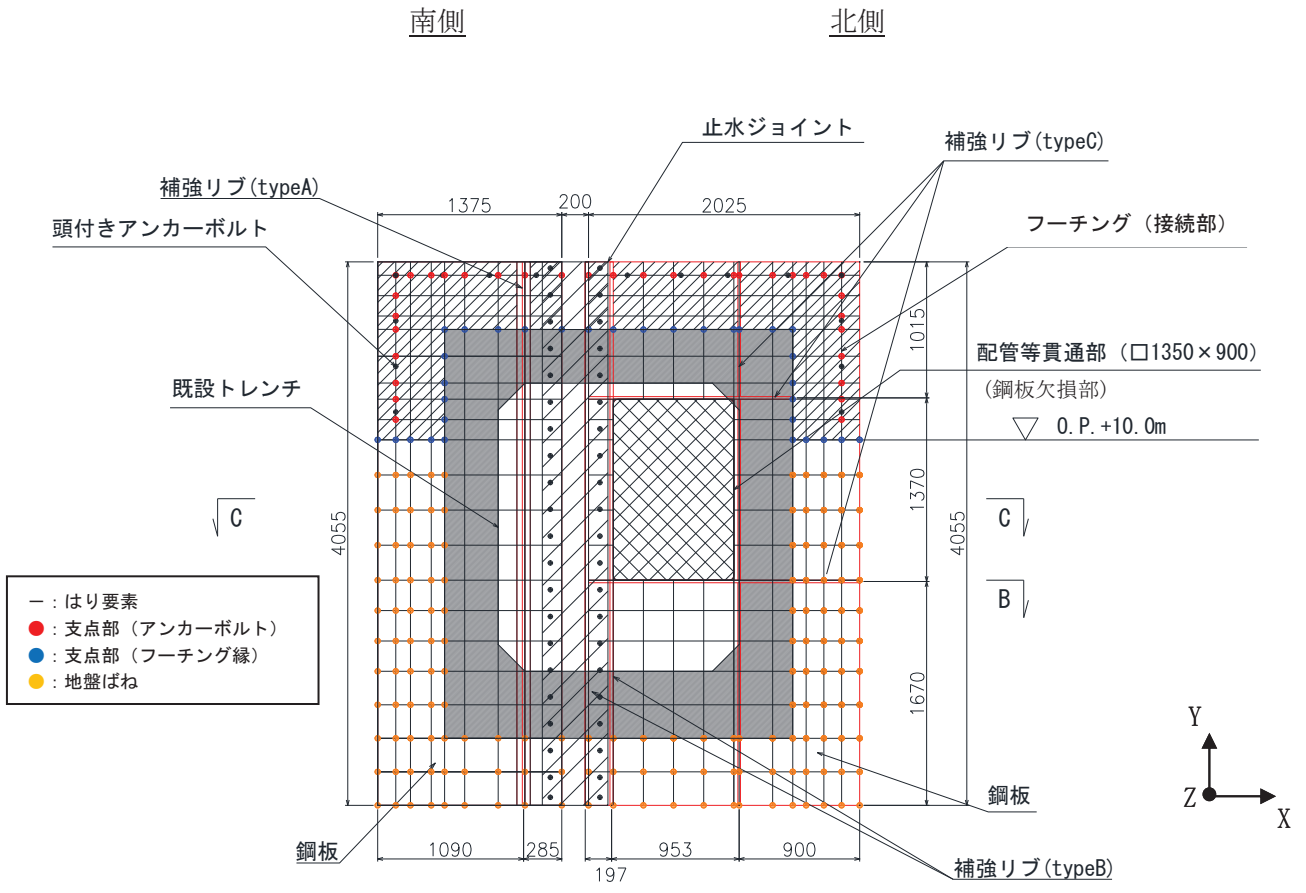 南側
北側
止水ジョイント
補強リブ(typeC)
補強リブ(typeA)
1375
200
2025
頭付きアンカーボルト
フーチング（接続部）
1015
配管等貫通部（□1350×900）
(鋼板欠損部)
既設トレンチ
▽ O.P.+10.0m
C
4055
1370
4055
C
B
－：はり要素
●：支点部（アンカーボルト）
●：支点部（フーチング縁）
●：地盤ばね
1670
Y
Z
X
鋼板
鋼板
1090
285
197
953
900
補強リブ(typeB)